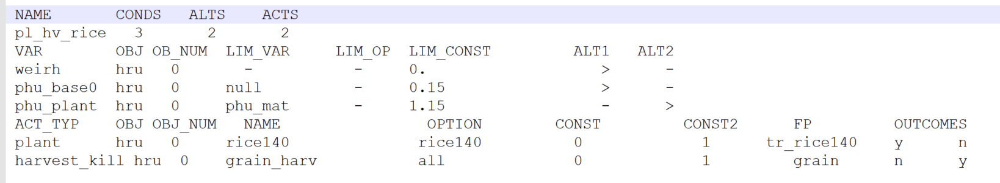 NAME CONDS ALTS ACTS
pl_hv_rice 3 2 2
VAR OBJ OB_NUM LIM_VAR LIM_OP LIM_CONST ALT1 ALT2
weirh hru 0 - - 0. > -
phu_base0 hru 0 null - 0.15 > -
phu_plant hru 0 phu_mat - 1.15 - >
ACT_TYP OBJ OBJ_NUM NAME OPTION CONST CONST2 FP OUTCOMES
plant hru 0 rice140 rice140 0 1 tr_rice140 y n
harvest_kill hru 0 grain_harv all 0 1 grain n y